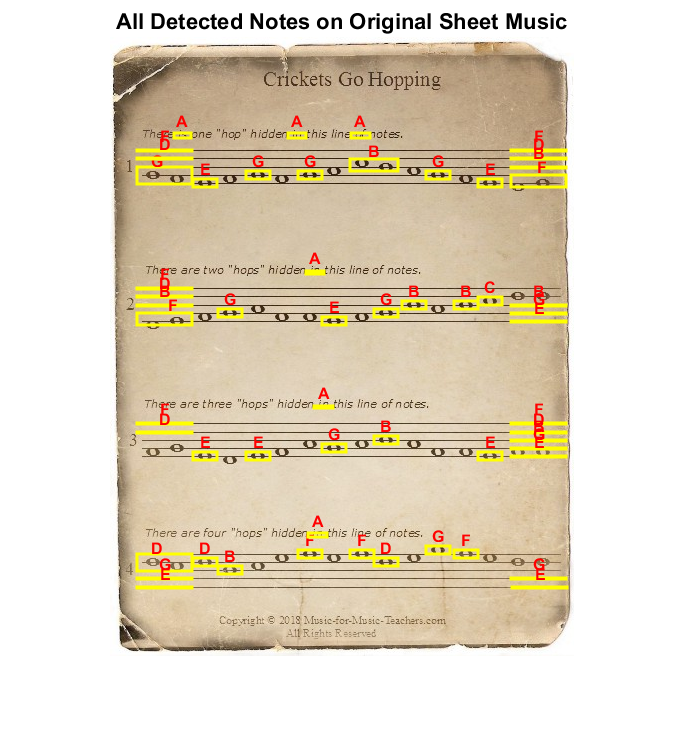 All Detected Notes on Original Sheet Music
Crickets Go Hopping
A A A
There one "hop" hidden in this line of notes.
F F
D D
B B
1 G E G G G E F
A
There are two "hops" hidden in this line of notes.
F
D
B B B C B
2 F G E G G
E
A
There are three "hops" hidden in this line of notes.
F F
D D
B
3 E E G B E G
E
A
There are four "hops" hidden in this line of notes.
D D B F F D G F
4 G G
E E
Copyright © 2018 Music-for-Music-Teachers.com
All Rights Reserved